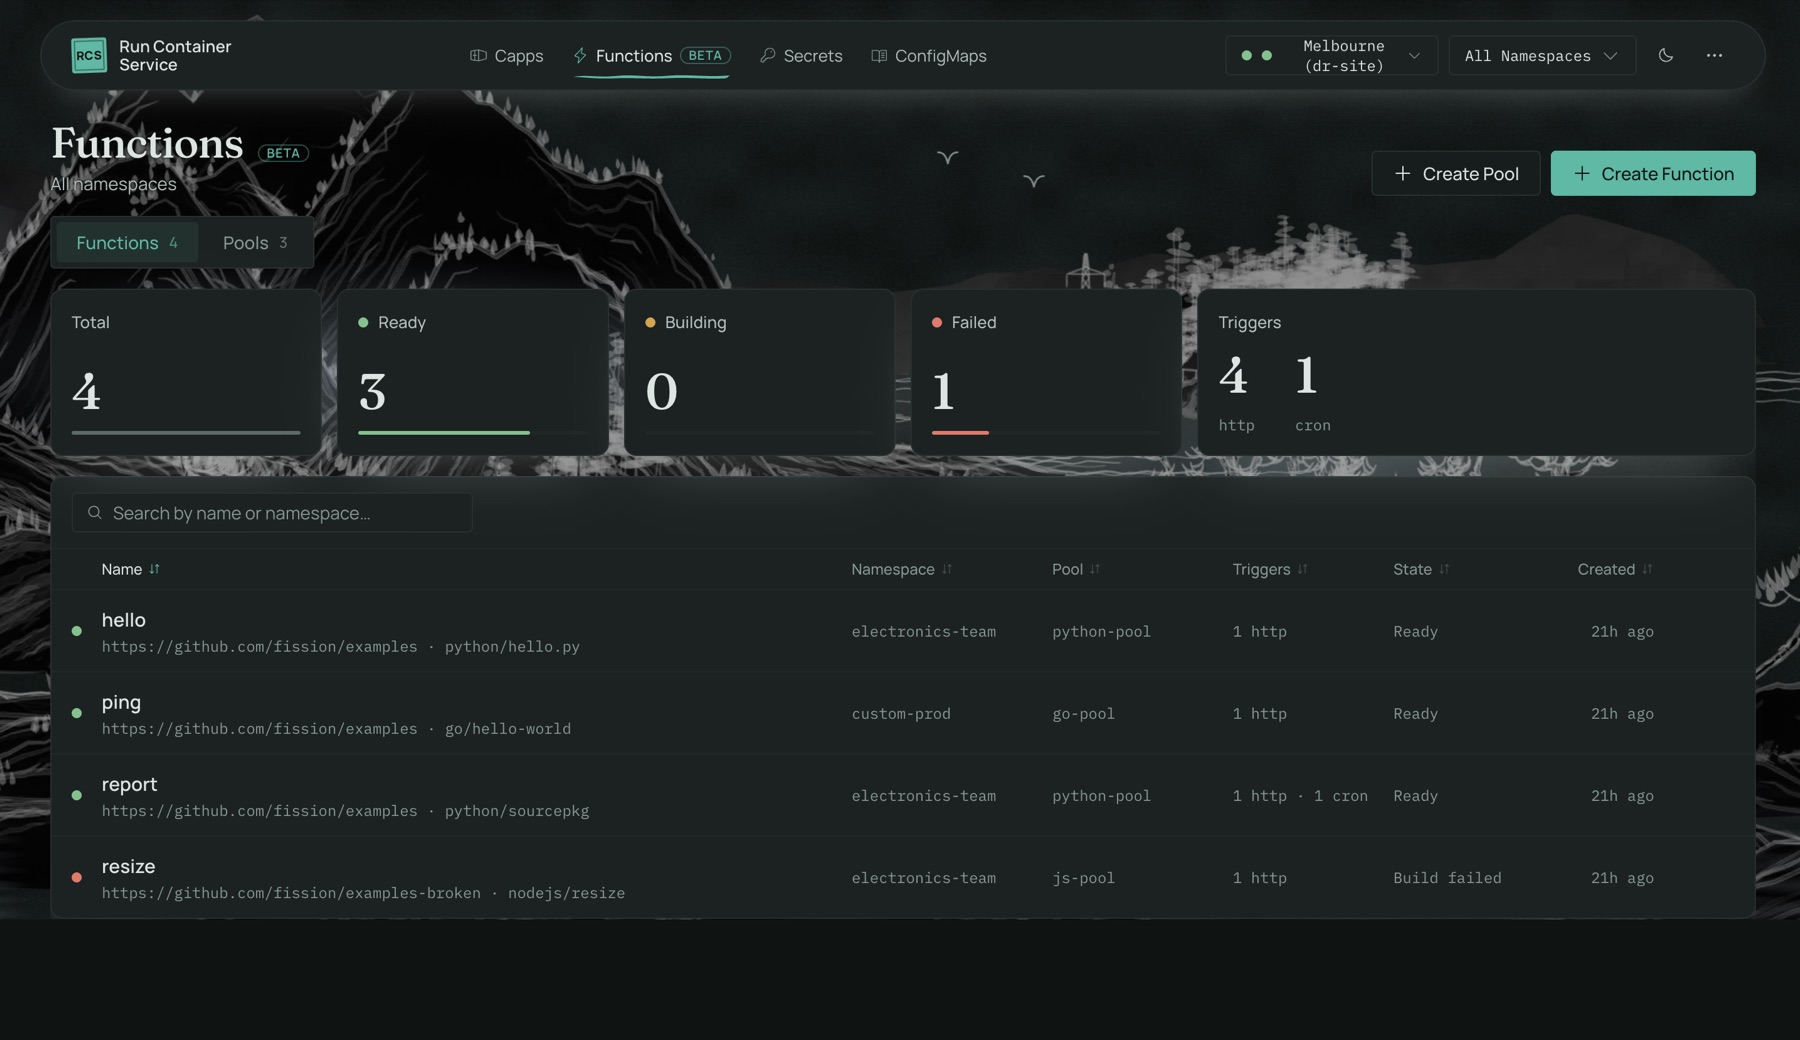 RCS
Run Container
Service
Capps
Functions BETA
Secrets
ConfigMaps
Melbourne
(dr-site)
All Namespaces
Functions BETA
All namespaces
Create Pool
Create Function
Functions 4
Pools 3
Total
4
Ready
3
Building
0
Failed
1
Triggers
4 1
http cron
Search by name or namespace...
Name Namespace Pool Triggers State Created
hello
https://github.com/fission/examples · python/hello.py
electronics-team python-pool 1 http Ready 21h ago
ping
https://github.com/fission/examples · go/hello-world
custom-prod go-pool 1 http Ready 21h ago
report
https://github.com/fission/examples · python/sourcepkg
electronics-team python-pool 1 http · 1 cron Ready 21h ago
resize
https://github.com/fission/examples-broken · nodejs/resize
electronics-team js-pool 1 http Build failed 21h ago